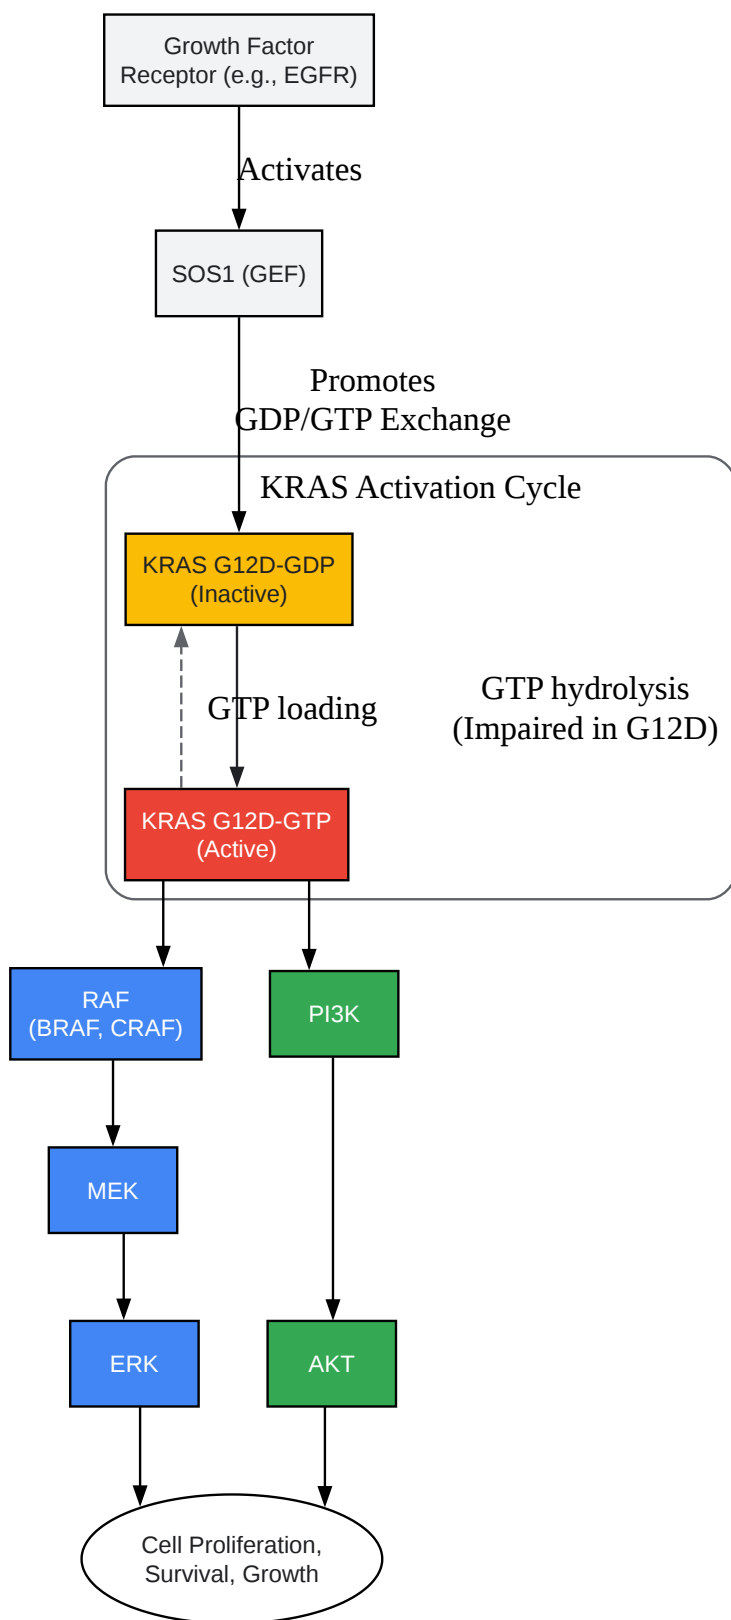 Growth Factor
Receptor (e.g., EGFR)
Activates
SOS1 (GEF)
Promotes
GDP/GTP Exchange
KRAS Activation Cycle
KRAS G12D-GDP
(Inactive)
GTP loading
GTP hydrolysis
(Impaired in G12D)
KRAS G12D-GTP
(Active)
RAF
(BRAF, CRAF)
PI3K
MEK
ERK
AKT
Cell Proliferation,
Survival, Growth